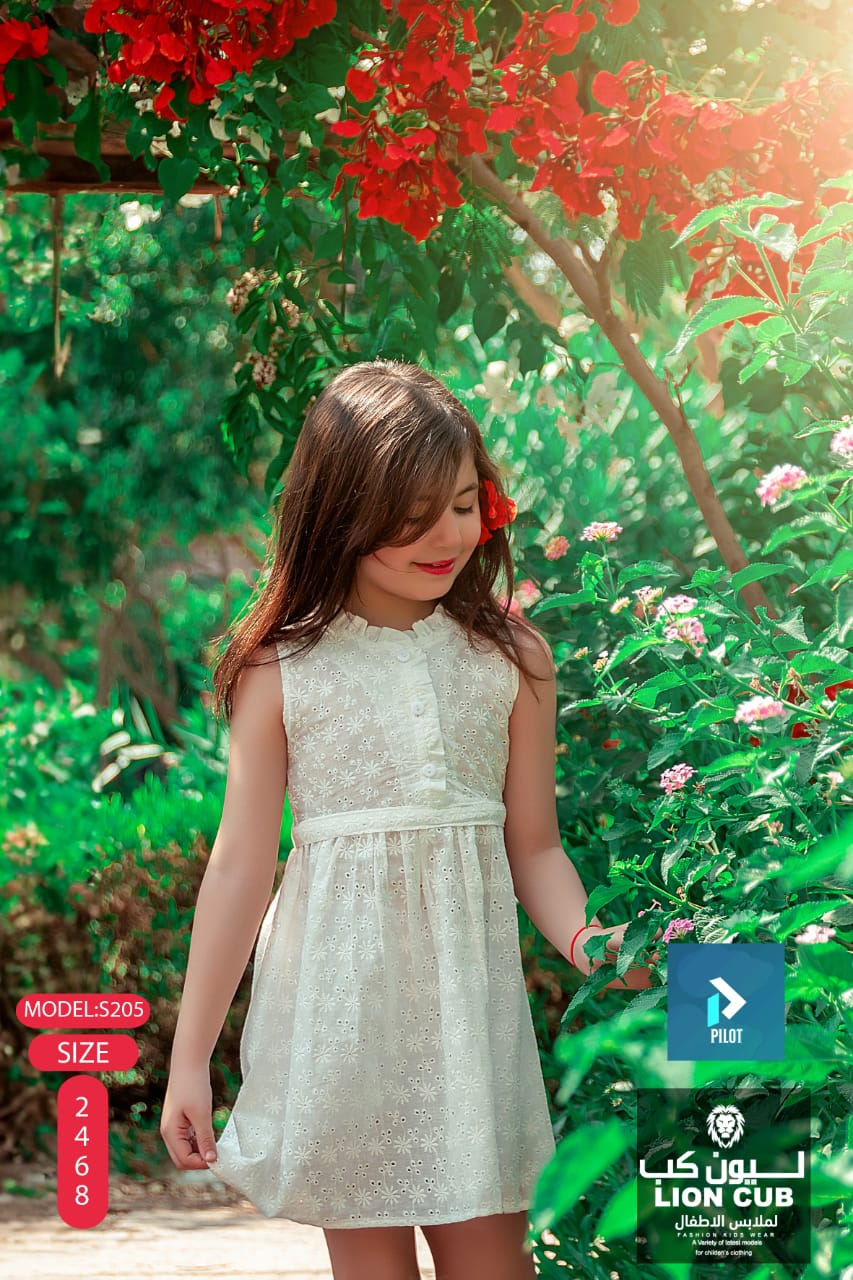 MODEL:S205
SIZE
2
4
6
8
PILOT
ليون كب
LION CUB
لملابس الاطفال
FASHION KIDS WEAR
A Variety of latest models
for children's clothing